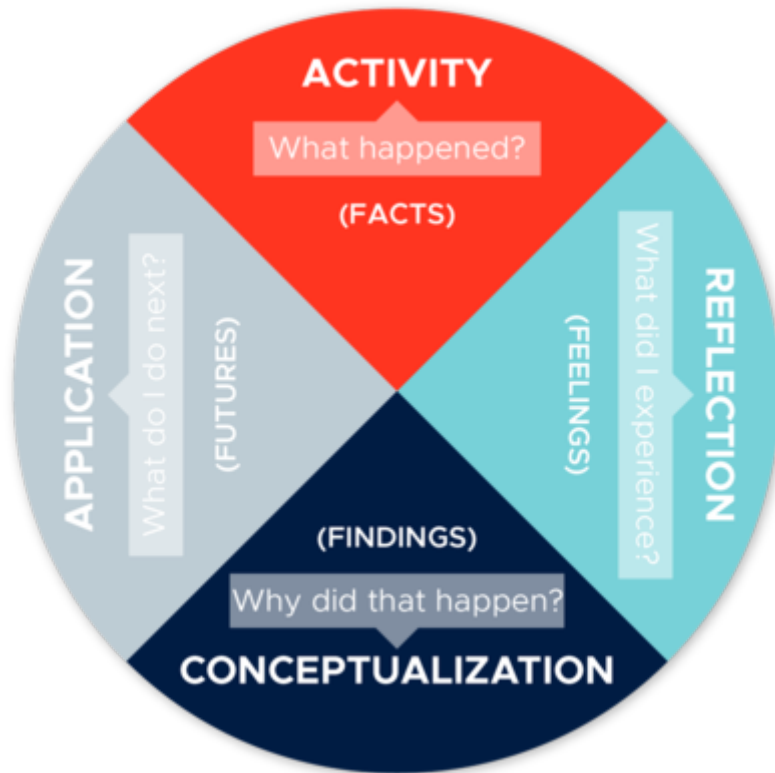 ACTIVITY
What happened?
(FACTS)
REFLECTION
What did I experience?
(FEELINGS)
(FINDINGS)
Why did that happen?
CONCEPTUALIZATION
APPLICATION
What do I do next?
(FUTURES)